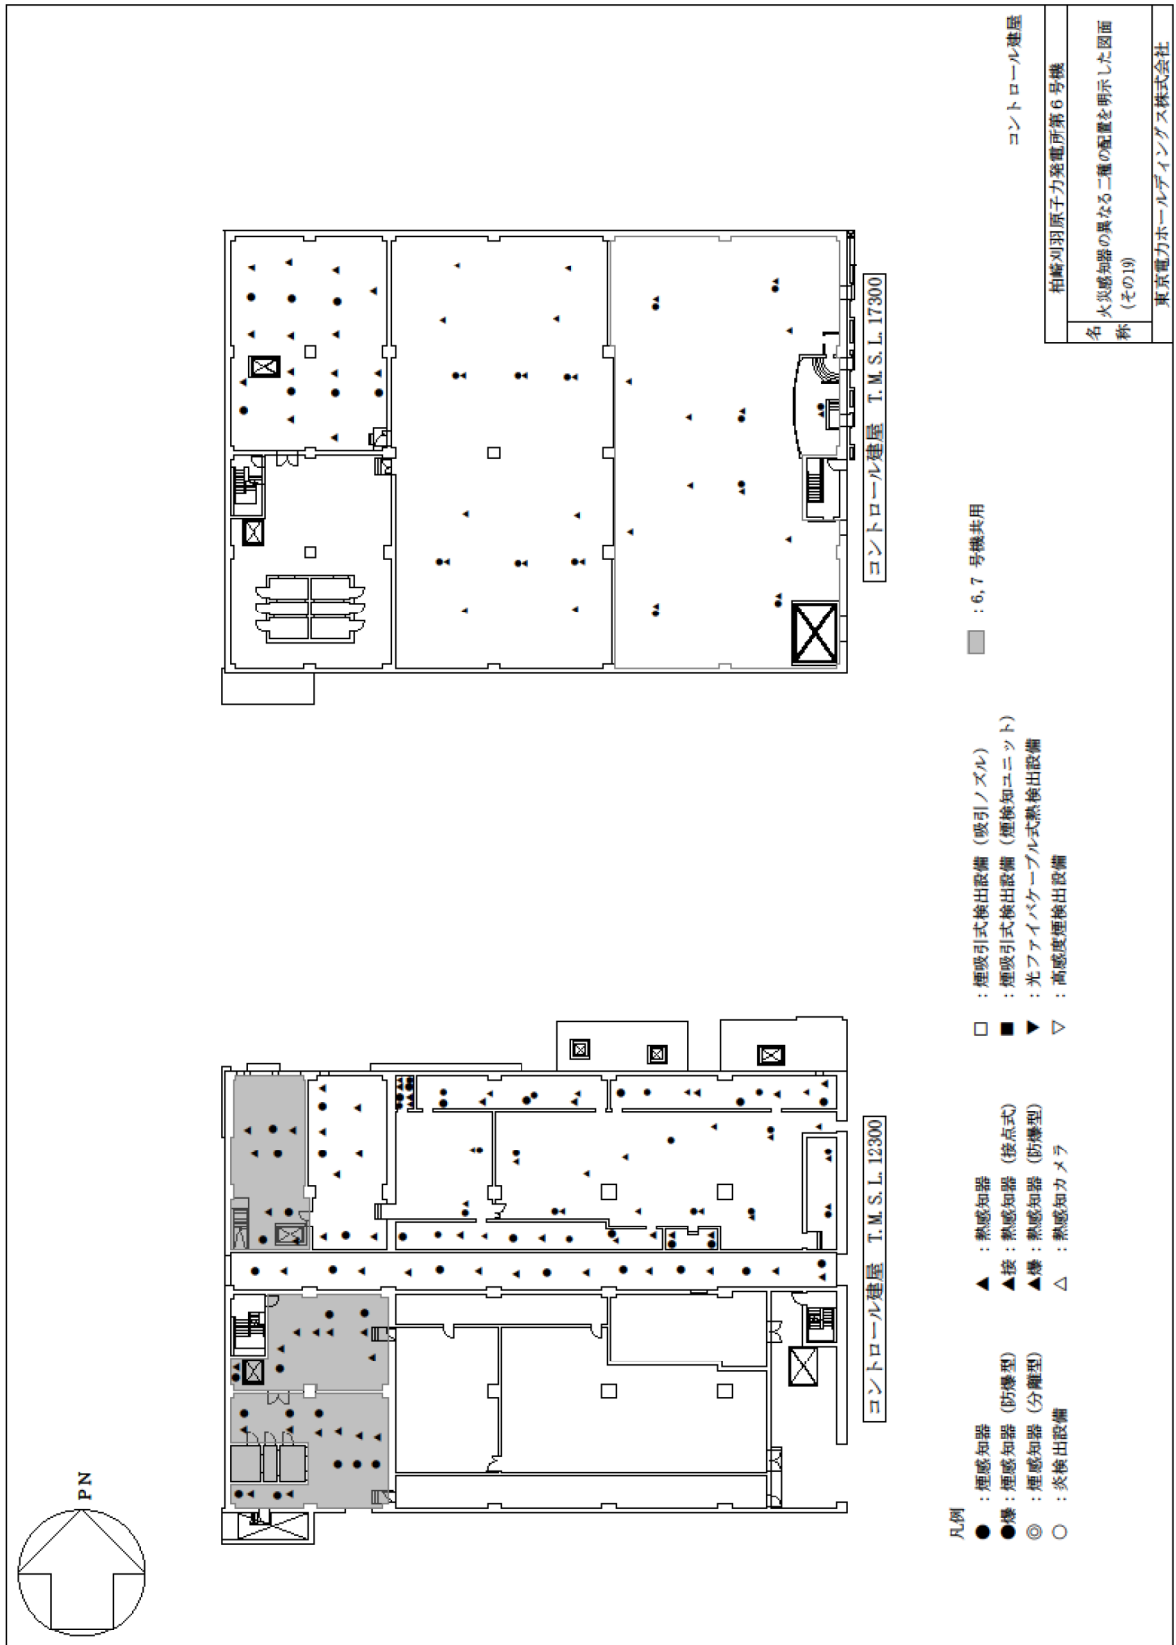 PN
コントロール建屋 T.M.S.L.12300
コントロール建屋 T.M.S.L.17300
凡例
● ：煙感知器
●爆：煙感知器（防爆型）
◎ ：煙感知器（分離型）
○ ：炎検出設備
▲ ：熱感知器
▲接：熱感知器（接点式）
▲爆：熱感知器（防爆型）
△ ：熱感知カメラ
□ ：煙吸引式検出設備（吸引ノズル）
■ ：煙吸引式検出設備（煙検知ユニット）
▼ ：光ファイバケーブル式熱検出設備
▽ ：高感度煙検出設備
：6,7 号機共用
コントロール建屋
柏崎刈羽原子力発電所第６号機
名称
火災感知器の異なる二種の配置を明示した図面
(その19)
東京電力ホールディングス株式会社